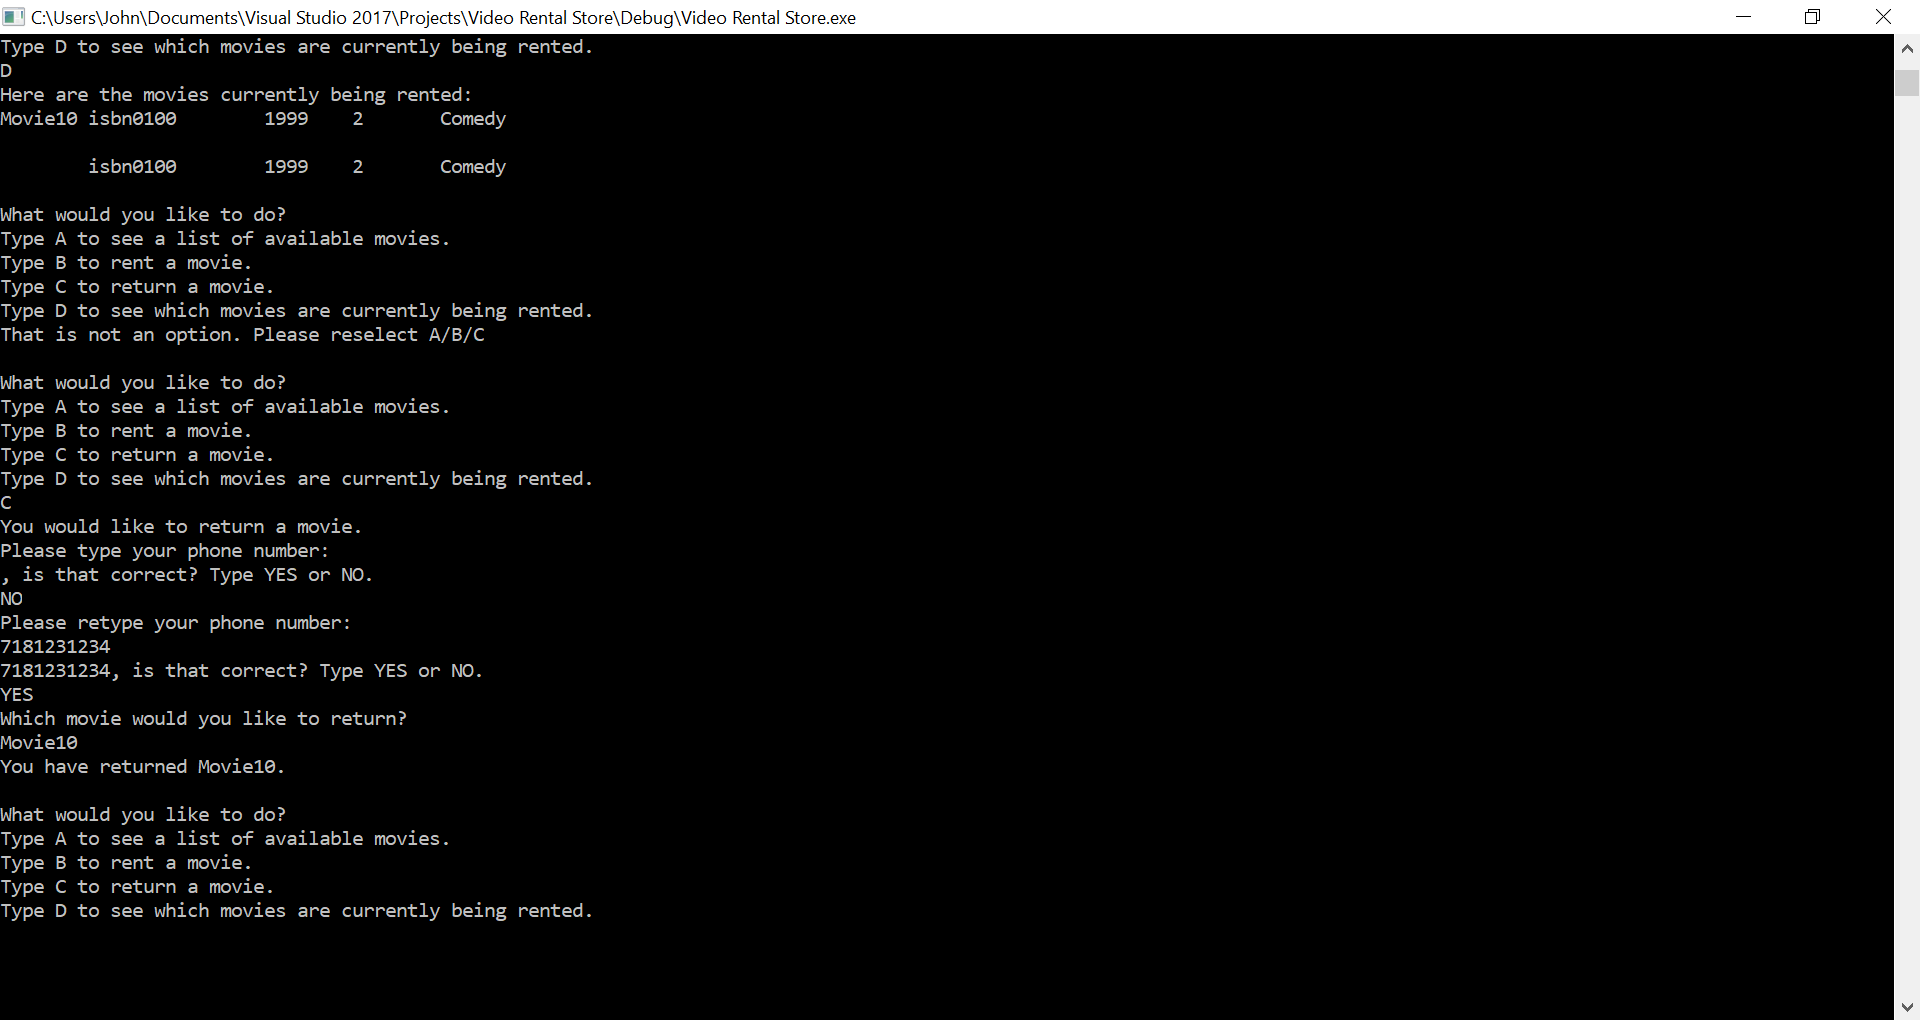 C:\Users\John\Documents\Visual Studio 2017\Projects\Video Rental Store\Debug\Video Rental Store.exe
Type D to see which movies are currently being rented.
D
Here are the movies currently being rented:
Movie10 isbn0100        1999    2       Comedy
        isbn0100        1999    2       Comedy
What would you like to do?
Type A to see a list of available movies.
Type B to rent a movie.
Type C to return a movie.
Type D to see which movies are currently being rented.
That is not an option. Please reselect A/B/C
What would you like to do?
Type A to see a list of available movies.
Type B to rent a movie.
Type C to return a movie.
Type D to see which movies are currently being rented.
C
You would like to return a movie.
Please type your phone number:
, is that correct? Type YES or NO.
NO
Please retype your phone number:
7181231234
7181231234, is that correct? Type YES or NO.
YES
Which movie would you like to return?
Movie10
You have returned Movie10.
What would you like to do?
Type A to see a list of available movies.
Type B to rent a movie.
Type C to return a movie.
Type D to see which movies are currently being rented.